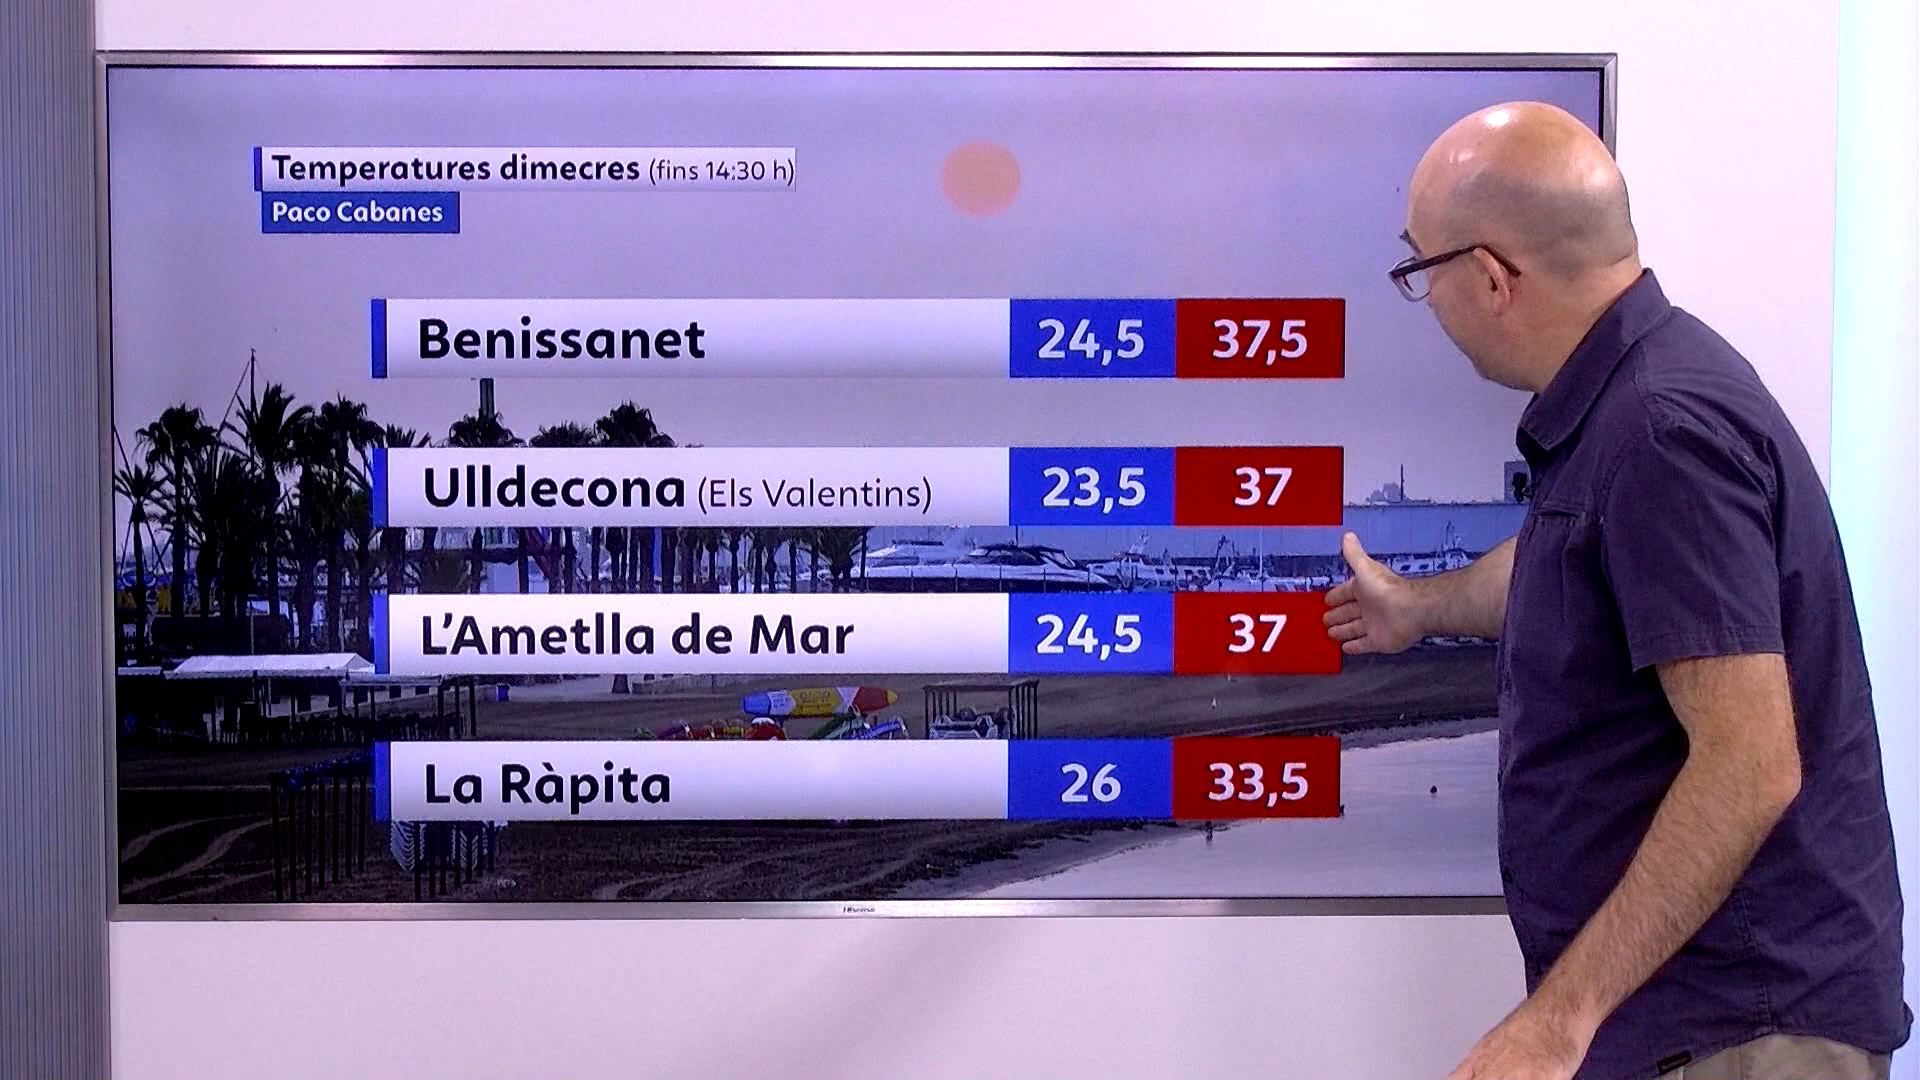 Temperatures dimecres (fins 14:30 h)
Paco Cabanes
Benissanet 24,5 37,5
Ulldecona (Els Valentins) 23,5 37
L'Ametlla de Mar 24,5 37
La Ràpita 26 33,5
Hisense